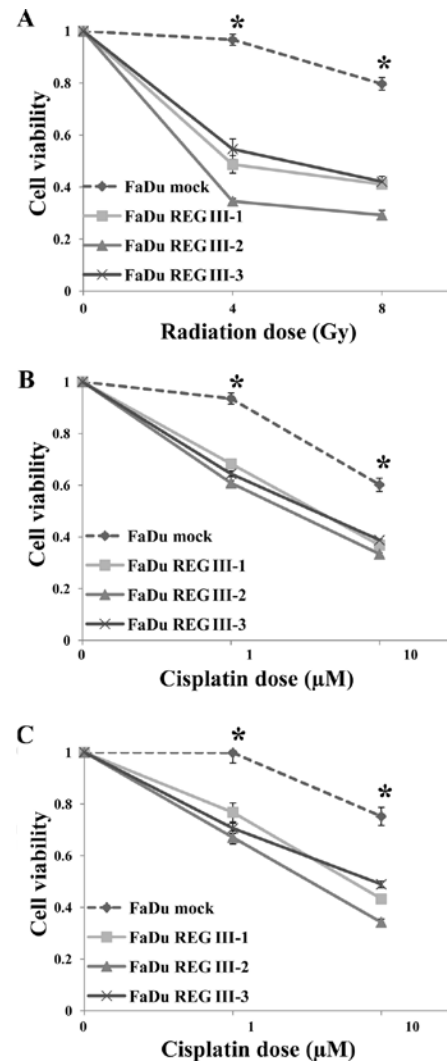 A
*
*
1
0.8
0.6
0.4
0.2
0
Cell viability
FaDu mock
FaDu REG III-1
FaDu REG III-2
FaDu REG III-3
0
4
8
Radiation dose (Gy)
B
*
*
1
0.8
0.6
0.4
0.2
0
Cell viability
FaDu mock
FaDu REG III-1
FaDu REG III-2
FaDu REG III-3
0
1
10
Cisplatin dose (μM)
C
*
*
1
0.8
0.6
0.4
0.2
0
Cell viability
FaDu mock
FaDu REG III-1
FaDu REG III-2
FaDu REG III-3
0
1
10
Cisplatin dose (μM)